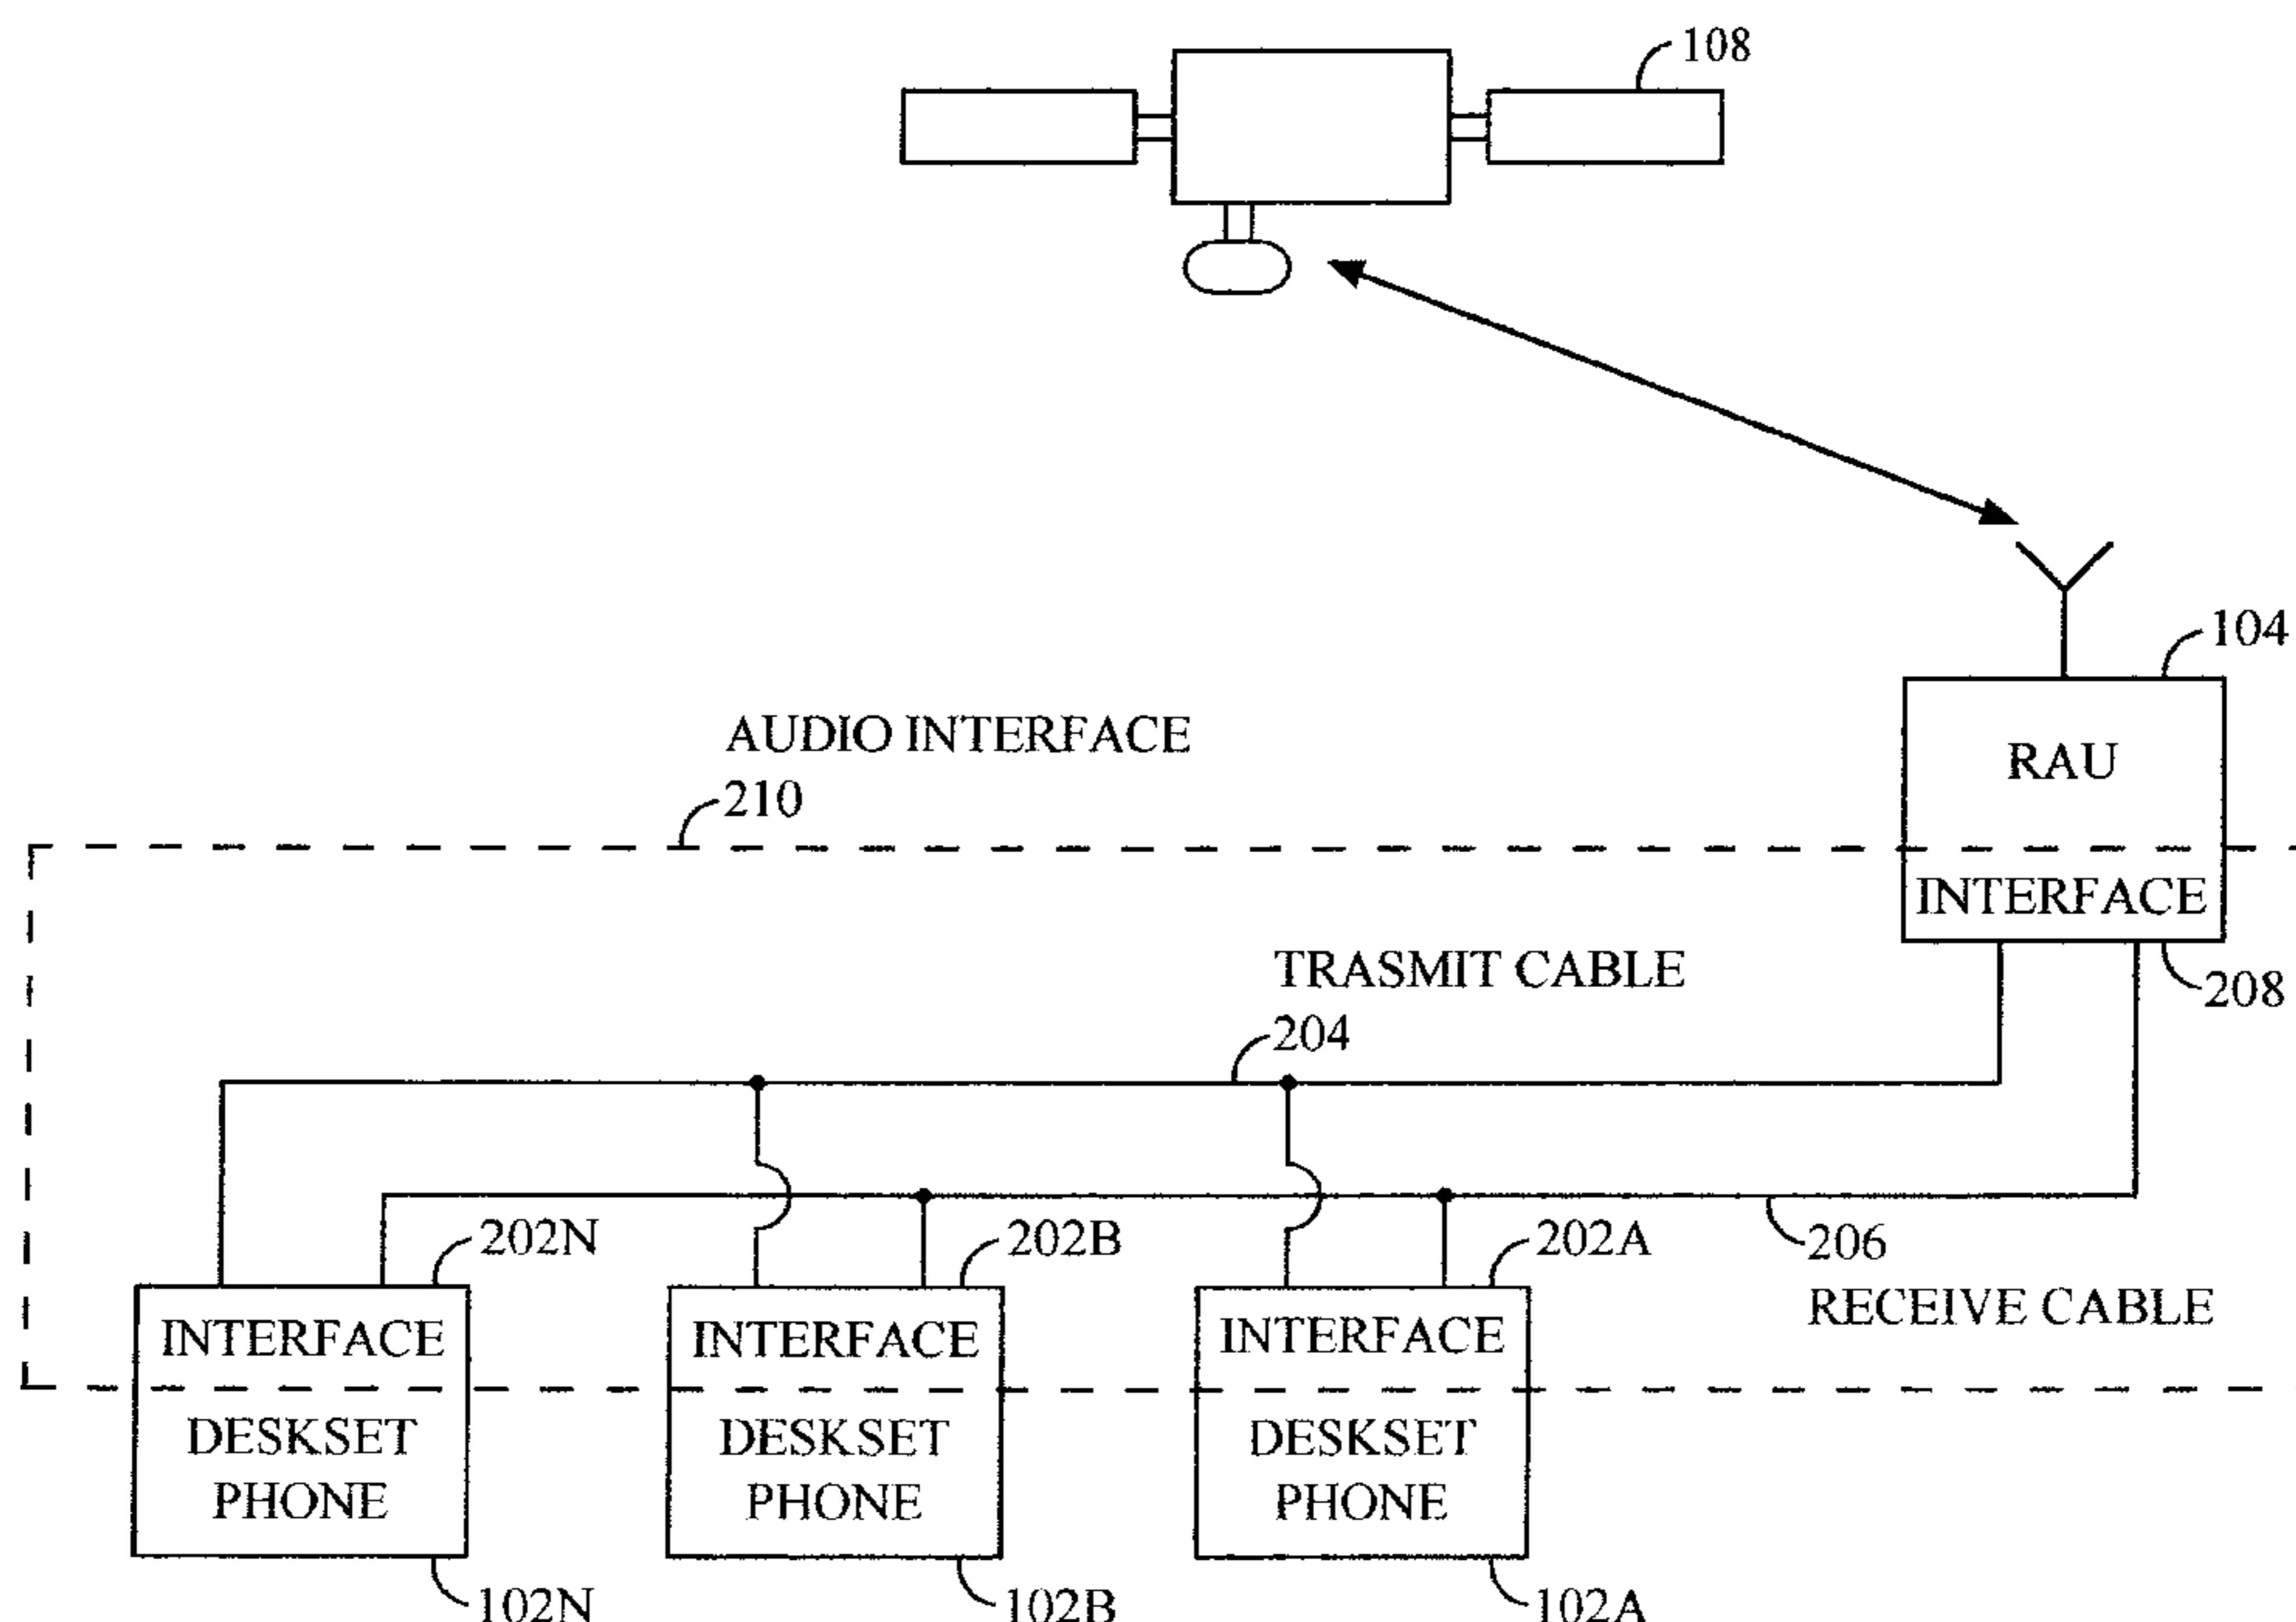 108
104
RAU
AUDIO INTERFACE
210
INTERFACE
TRASMIT CABLE
208
204
202N
202B
202A
206
RECEIVE CABLE
INTERFACE
INTERFACE
INTERFACE
DESKSET
PHONE
DESKSET
PHONE
DESKSET
PHONE
102N
102B
102A